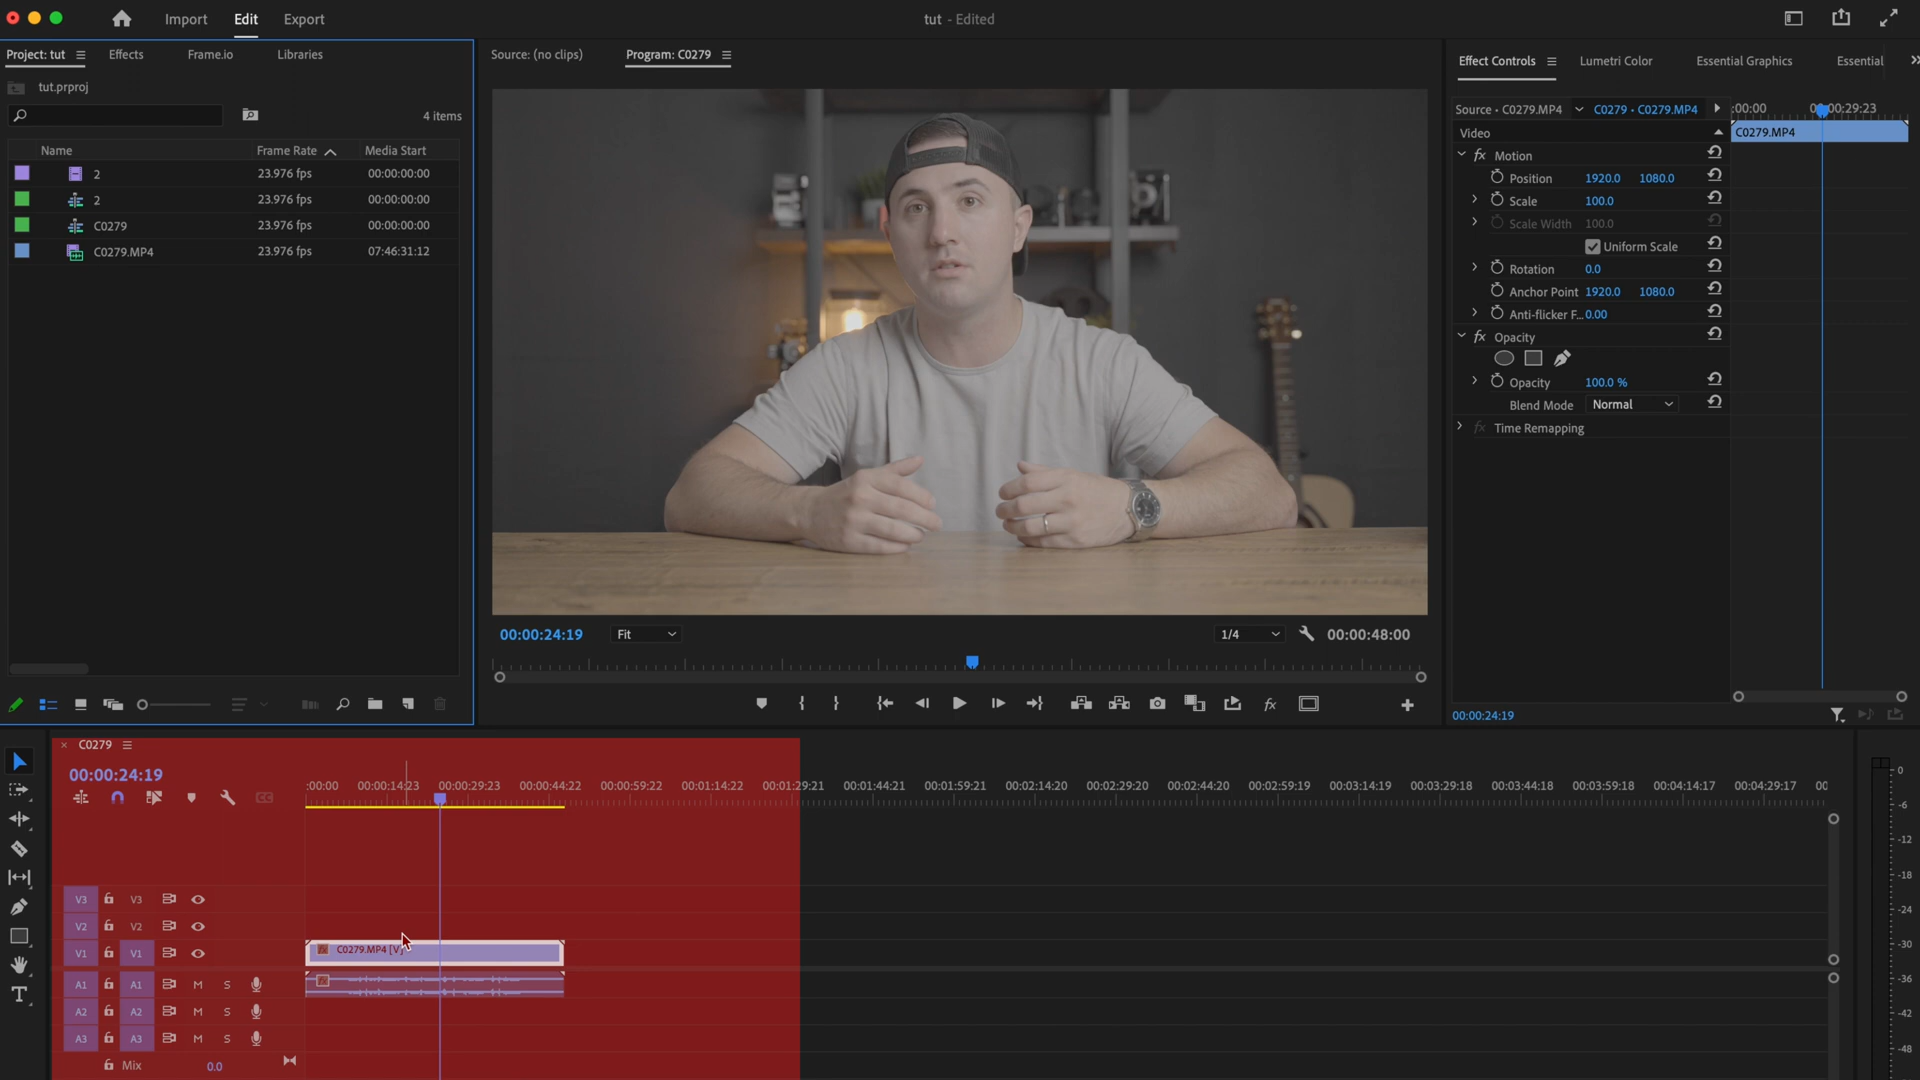 Import Edit Export
tut - Edited
Project: tut Effects Frame.io Libraries
tut.prproj
4 items
Name Frame Rate Media Start
2 23.976 fps 00:00:00:00
2 23.976 fps 00:00:00:00
C0279 23.976 fps 00:00:00:00
C0279.MP4 23.976 fps 07:46:31:12
Source: (no clips) Program: C0279
00:00:24:19 Fit 1/4 00:00:48:00
Effect Controls Lumetri Color Essential Graphics Essential
Source • C0279.MP4 C0279 • C0279.MP4 :00:00 00:00:29:23
Video C0279.MP4
fx Motion
Position 1920.0 1080.0
Scale 100.0
Scale Width 100.0
Uniform Scale
Rotation 0.0
Anchor Point 1920.0 1080.0
Anti-flicker F... 0.00
fx Opacity
Opacity 100.0 %
Blend Mode Normal
fx Time Remapping
00:00:24:19
C0279
00:00:24:19
:00:00 00:00:14:23 00:00:29:23 00:00:44:22 00:00:59:22 00:01:14:22 00:01:29:21 00:01:44:21 00:01:59:21 00:02:14:20 00:02:29:20 00:02:44:20 00:02:59:19 00:03:14:19 00:03:29:18 00:03:44:18 00:03:59:18 00:04:14:17 00:04:29:17 00
V3 V3
V2 V2
V1 V1 C0279.MP4 [V]
A1 A1 M S
A2 A2 M S
A3 A3 M S
Mix 0.0
0
-6
-12
-18
-24
-30
-36
-42
-48